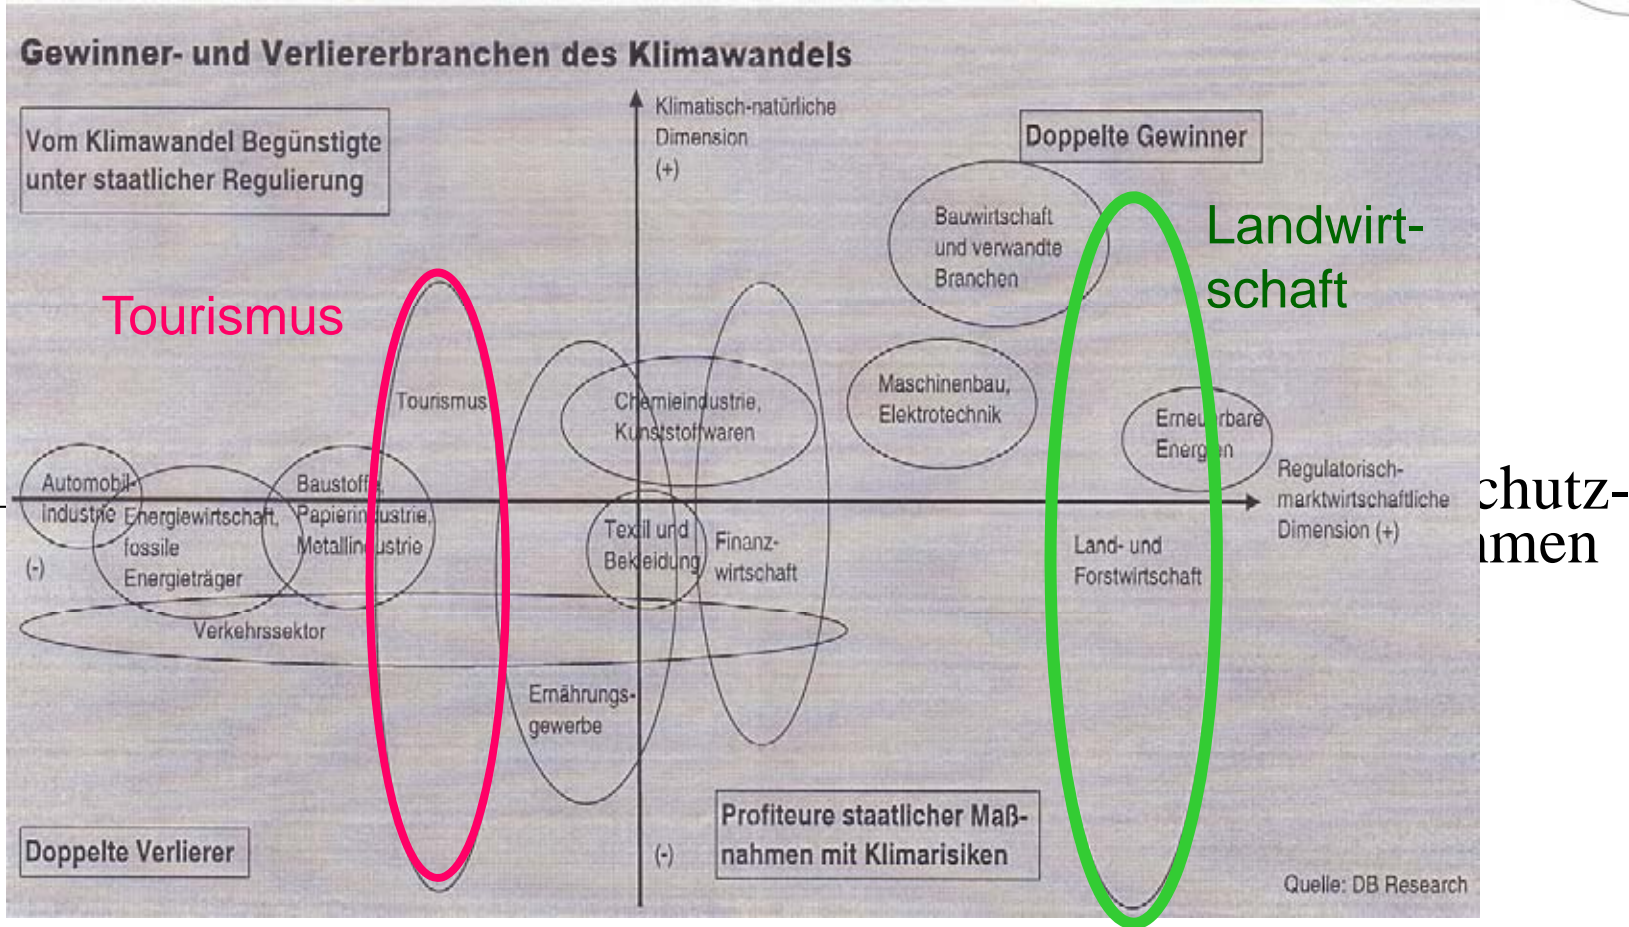 Gewinner- und Verliererbranchen des Klimawandels
Vom Klimawandel Begünstigte
unter staatlicher Regulierung
Klimatisch-natürliche
Dimension
(+)
Doppelte Gewinner
Bauwirtschaft
und verwandte
Branchen
Landwirt-
schaft
Tourismus
Tourismus
Chemieindustrie,
Kunststoffwaren
Maschinenbau,
Elektrotechnik
Erneuerbare
Energien
Automobil-
industrie
(-)
Energiewirtschaft,
fossile
Energieträger
Baustoffe,
Papierindustrie,
Metallindustrie
Textil und
Bekleidung
Finanz-
wirtschaft
Land- und
Forstwirtschaft
Regulatorisch-
marktwirtschaftliche
Dimension (+)
chutz-
men
Verkehrssektor
Ernährungs-
gewerbe
Doppelte Verlierer
(-)
Profiteure staatlicher Maß-
nahmen mit Klimarisiken
Quelle: DB Research